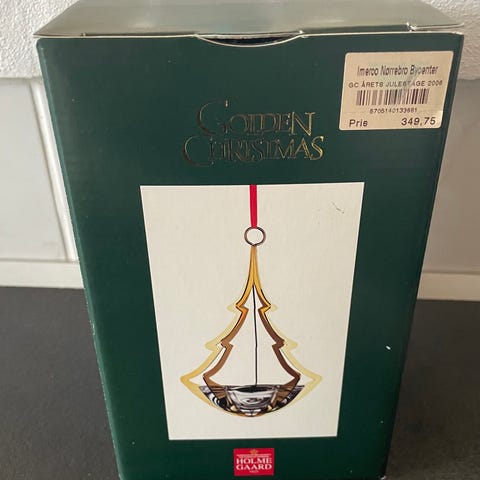 Imerco Nørrebro Bycenter
GC ÅRETS JULESTAGE 2006
5705140133681
Pris 349,75
GOLDEN
CHRISTMAS
HOLME
GAARD